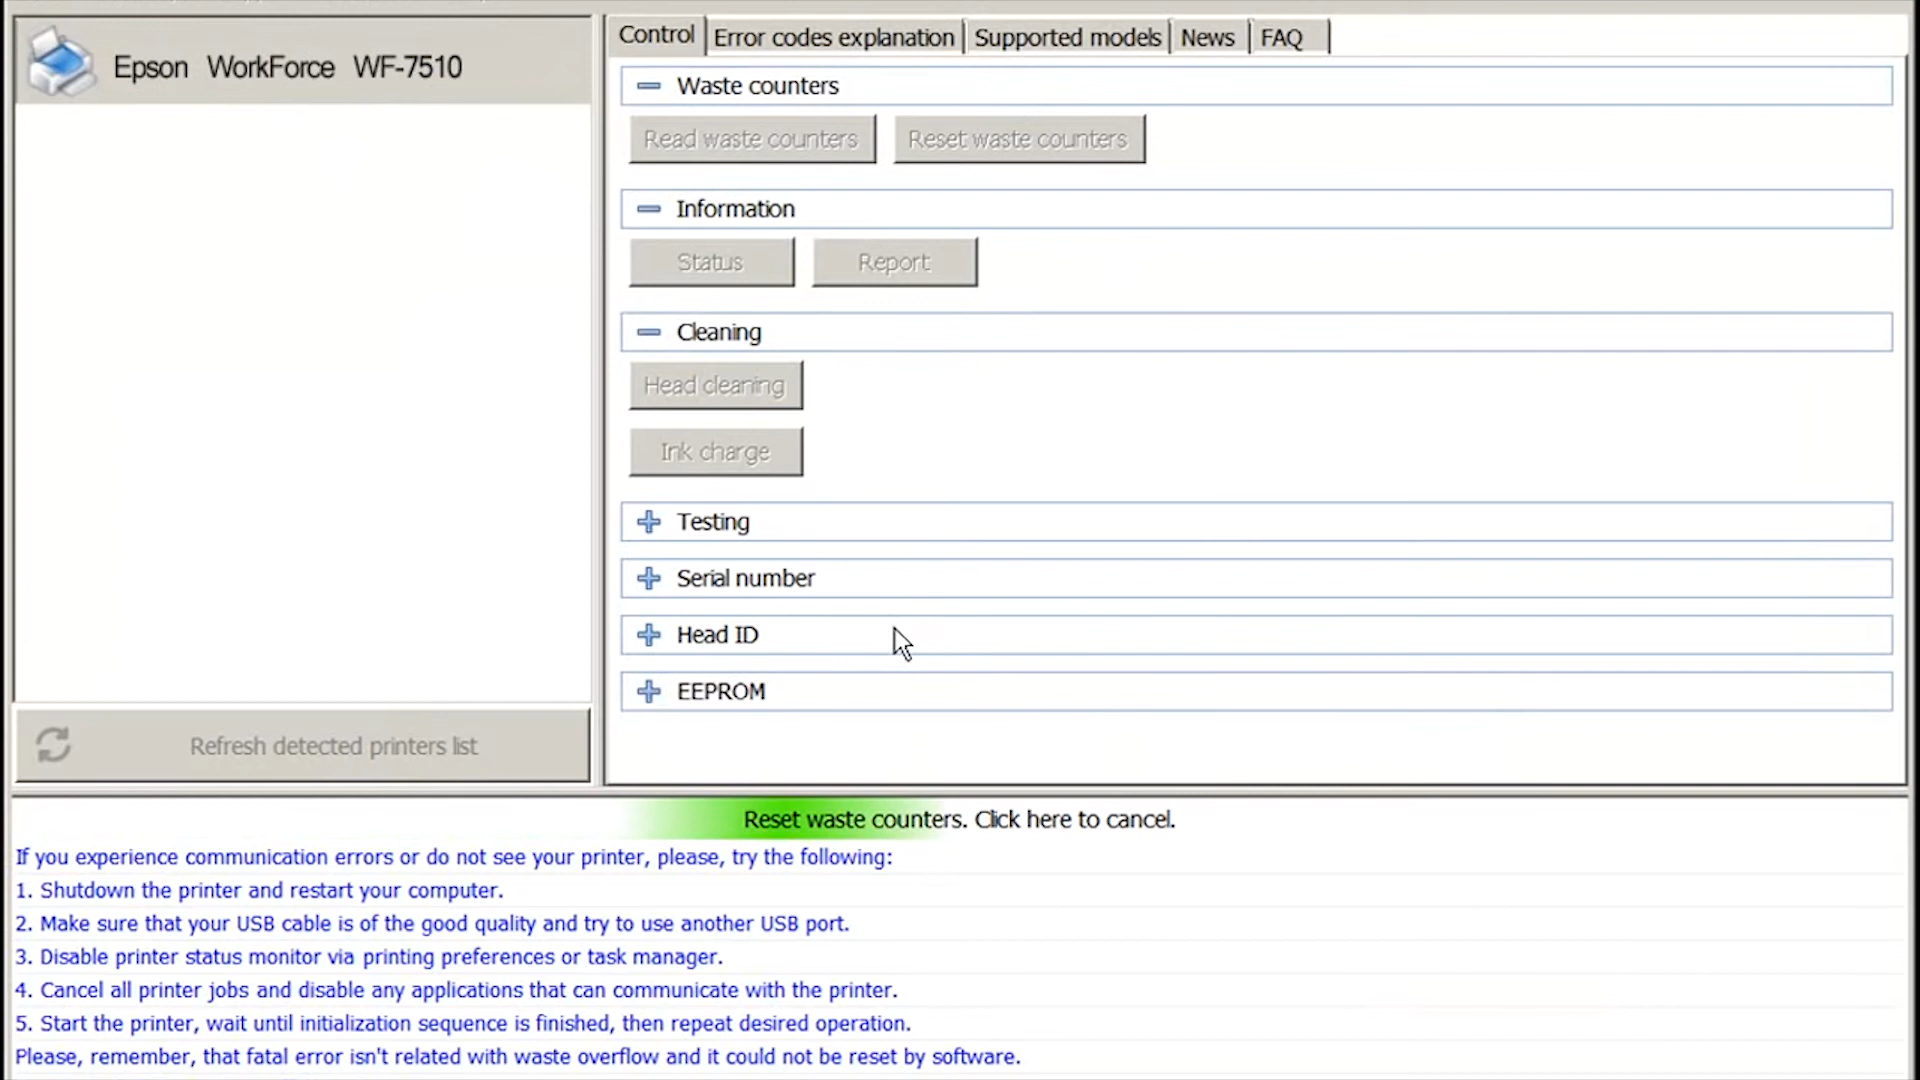 Epson WorkForce WF-7510
Control
Error codes explanation
Supported models
News
FAQ
Waste counters
Read waste counters
Reset waste counters
Information
Status
Report
Cleaning
Head cleaning
Ink charge
Testing
Serial number
Head ID
EEPROM
Refresh detected printers list
Reset waste counters. Click here to cancel.
If you experience communication errors or do not see your printer, please, try the following:
1. Shutdown the printer and restart your computer.
2. Make sure that your USB cable is of the good quality and try to use another USB port.
3. Disable printer status monitor via printing preferences or task manager.
4. Cancel all printer jobs and disable any applications that can communicate with the printer.
5. Start the printer, wait until initialization sequence is finished, then repeat desired operation.
Please, remember, that fatal error isn't related with waste overflow and it could not be reset by software.